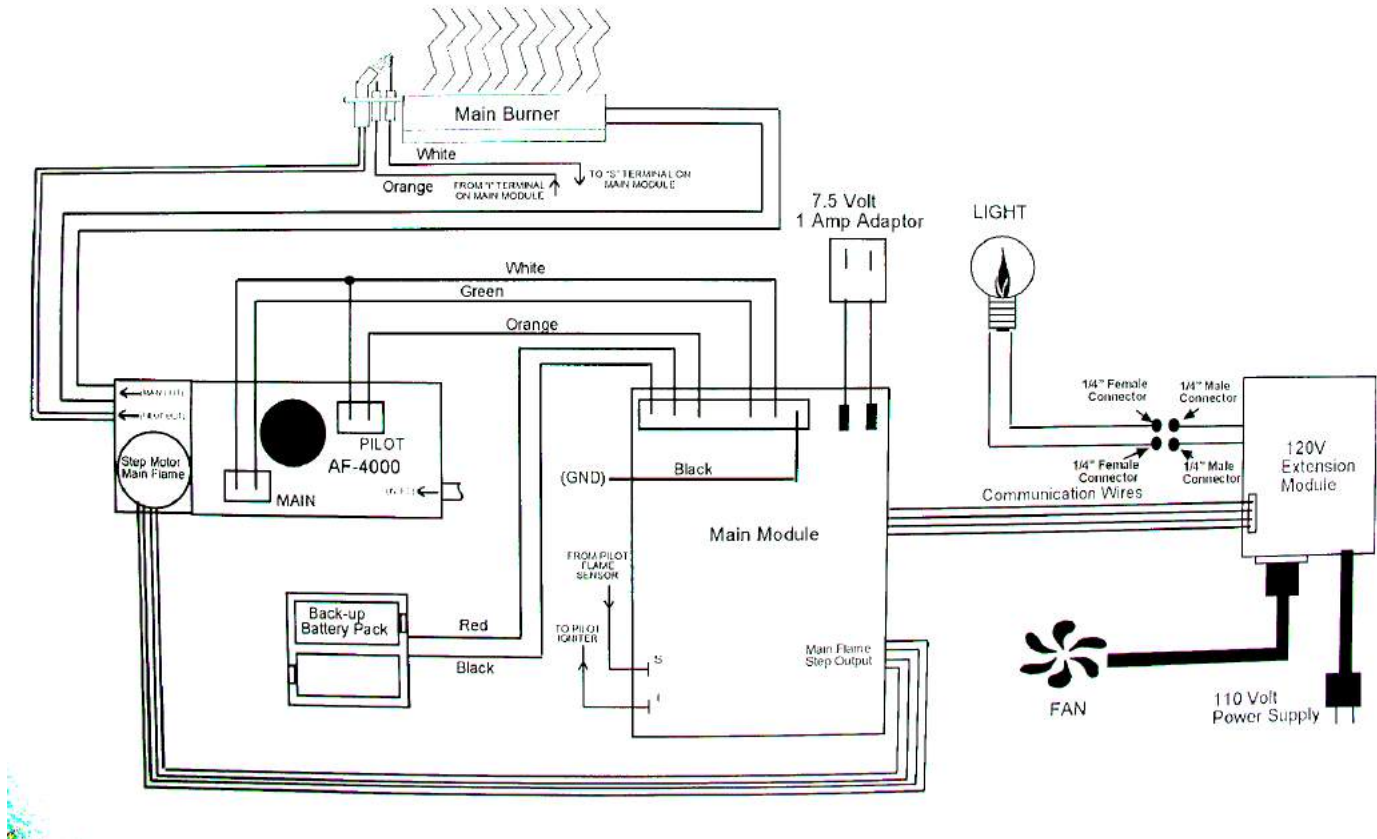 Main Burner
White
Orange
FROM "I" TERMINAL
ON MAIN MODULE
TO "S" TERMINAL ON
MAIN MODULE
7.5 Volt
1 Amp Adaptor
LIGHT
White
Green
Orange
PILOT
AF-4000
MAIN
Step Motor
Main Flame
1/4" Female
Connector
1/4" Male
Connector
1/4" Female
Connector
1/4" Male
Connector
120V
Extension
Module
(GND)
Black
Communication Wires
Main Module
FROM PILOT
FLAME
SENSOR
TO PILOT
IGNITER
S
I
Main Flame
Step Output
Back-up
Battery Pack
Red
Black
FAN
110 Volt
Power Supply